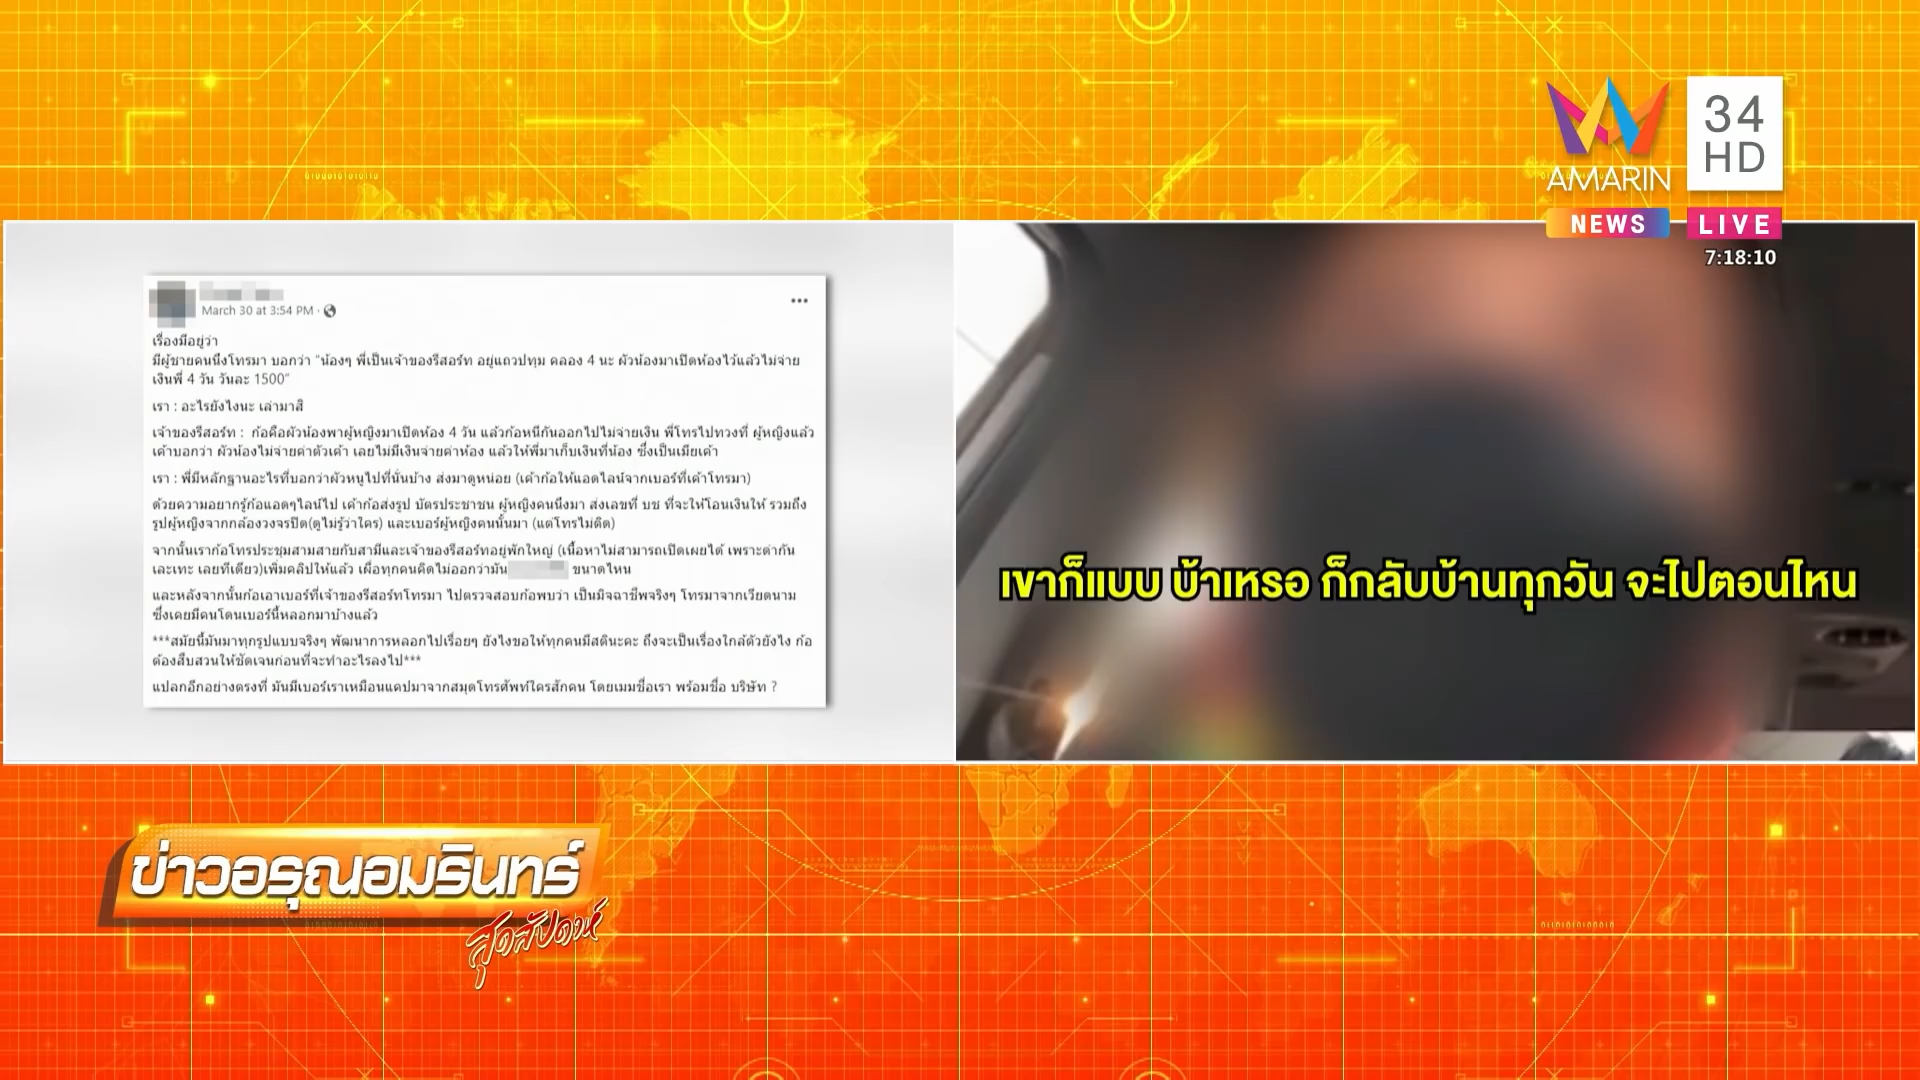 AMARIN
34
HD
NEWS
LIVE
7:18:10
March 30 at 3:54 PM ·
เรื่องมีอยู่ว่า
มีผู้ชายคนนึงโทรมา บอกว่า "น้องๆ พี่เป็นเจ้าของรีสอร์ท อยู่แถวปทุม คลอง 4 นะ ผัวน้องมาเปิดห้องไว้แล้วไม่จ่าย
เงินพี่ 4 วัน วันละ 1500"
เรา : อะไรยังไงนะ เล่ามาสิ
เจ้าของรีสอร์ท : ก้อคือผัวน้องพาผู้หญิงมาเปิดห้อง 4 วัน แล้วก้อหนีกันออกไปไม่จ่ายเงิน พี่โทรไปทวงที่ ผู้หญิงแล้ว
เค้าบอกว่า ผัวน้องไม่จ่ายค่าตัวเค้า เลยไม่มีเงินจ่ายค่าห้อง แล้วให้พี่มาเก็บเงินที่น้อง ซึ่งเป็นเมียเค้า
เรา : พี่มีหลักฐานอะไรที่บอกว่าผัวหนูไปที่นั่นบ้าง ส่งมาดูหน่อย (เค้าก้อให้แอดไลน์จากเบอร์ที่เค้าโทรมา)
ด้วยความอยากรู้ก้อแอดๆไลน์ไป เค้าก้อส่งรูป บัตรประชาชน ผู้หญิงคนนึงมา ส่งเลขที่ บช ที่จะให้โอนเงินให้ รวมถึง
รูปผู้หญิงจากกล้องวงจรปิด(ดูไม่รู้ว่าใคร) และเบอร์ผู้หญิงคนนั้นมา (แต่โทรไม่ติด)
จากนั้นเราก้อโทรประชุมสามสายกับสามีและเจ้าของรีสอร์ทอยู่พักใหญ่ (เนื้อหาไม่สามารถเปิดเผยได้ เพราะด่ากัน
เละเทะ เลยทีเดียว)เพิ่มคลิปให้แล้ว เผื่อทุกคนคิดไม่ออกว่ามัน ขนาดไหน
และหลังจากนั้นก้อเอาเบอร์ที่เจ้าของรีสอร์ทโทรมา ไปตรวจสอบก้อพบว่า เป็นมิจฉาชีพจริงๆ โทรมาจากเวียดนาม
ซึ่งเคยมีคนโดนเบอร์นี้หลอกมาบ้างแล้ว
***สมัยนี้มันมาทุกรูปแบบจริงๆ พัฒนาการหลอกไปเรื่อยๆ ยังไงขอให้ทุกคนมีสตินะคะ ถึงจะเป็นเรื่องใกล้ตัวยังไง ก้อ
ต้องสืบสวนให้ชัดเจนก่อนที่จะทำอะไรลงไป***
แปลกอีกอย่างตรงที่ มันมีเบอร์เราเหมือนแคปมาจากสมุดโทรศัพท์ใครสักคน โดยเมมชื่อเรา พร้อมชื่อ บริษัท ?
เขาก็แบบ บ้าเหรอ ก็กลับบ้านทุกวัน จะไปตอนไหน
ข่าวอรุณอมรินทร์
สุดสัปดาห์